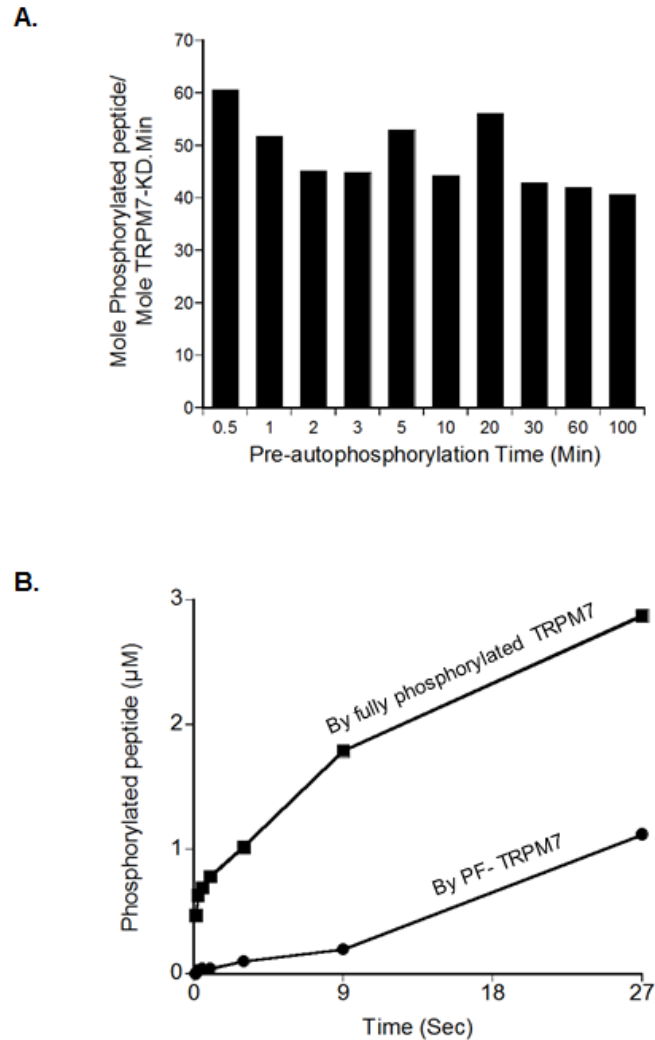 A.
Mole Phosphorylated peptide/
Mole TRPM7-KD.Min
70
60
50
40
30
20
10
0
0.5 1 2 3 5 10 20 30 60 100
Pre-autophosphorylation Time (Min)
B.
Phosphorylated peptide (µM)
3
2
1
0
By fully phosphorylated TRPM7
By PF- TRPM7
0 9 18 27
Time (Sec)